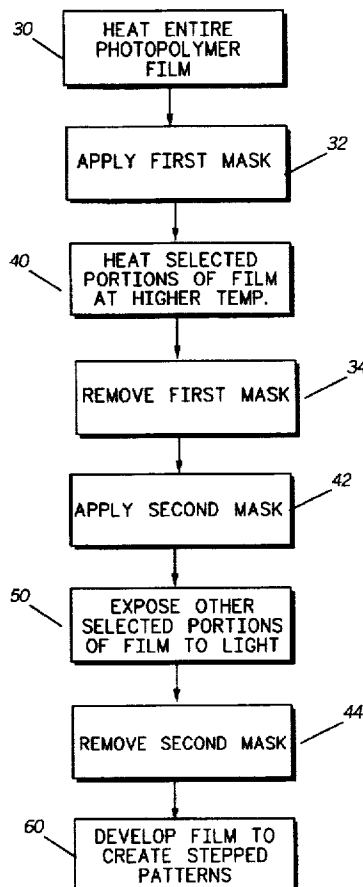 30
HEAT ENTIRE
PHOTOPOLYMER
FILM
32
APPLY FIRST MASK
40
HEAT SELECTED
PORTIONS OF FILM
AT HIGHER TEMP.
34
REMOVE FIRST MASK
42
APPLY SECOND MASK
50
EXPOSE OTHER
SELECTED PORTIONS
OF FILM TO LIGHT
44
REMOVE SECOND MASK
60
DEVELOP FILM TO
CREATE STEPPED
PATTERNS